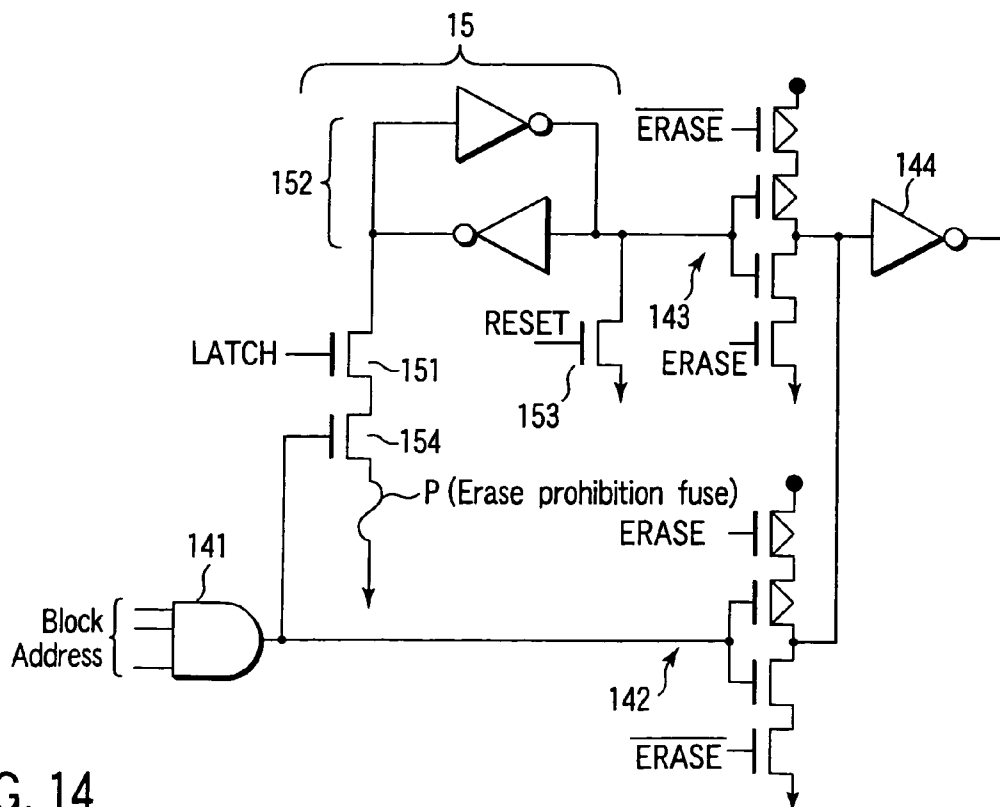 15
ERASE
152
144
RESET
143
LATCH
151
ERASE
153
154
P (Erase prohibition fuse)
ERASE
141
Block
Address
142
ERASE
G. 14